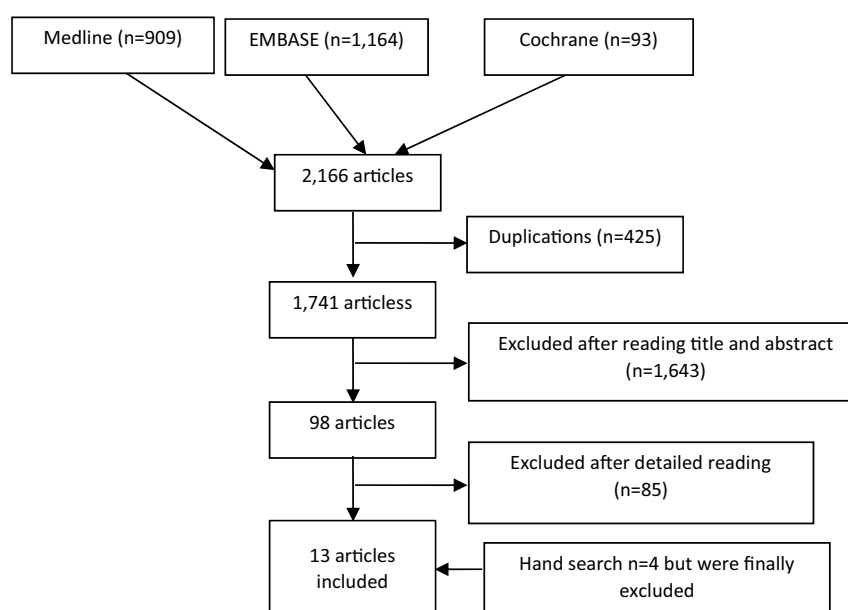 Medline (n=909)
EMBASE (n=1,164)
Cochrane (n=93)
2,166 articles
Duplications (n=425)
1,741 articless
Excluded after reading title and abstract
(n=1,643)
98 articles
Excluded after detailed reading
(n=85)
13 articles
included
Hand search n=4 but were finally
excluded